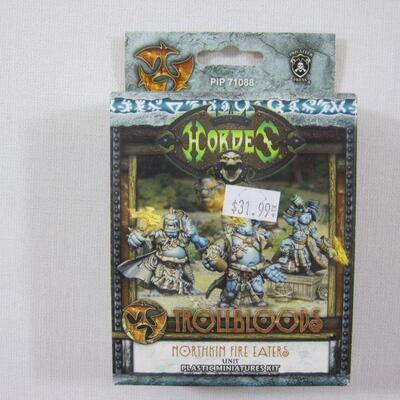 PIP 71088
HORDES
$31.99
TROLLBLOODS
NORTHKIN FIRE EATERS
UNIT
PLASTIC MINIATURES KIT